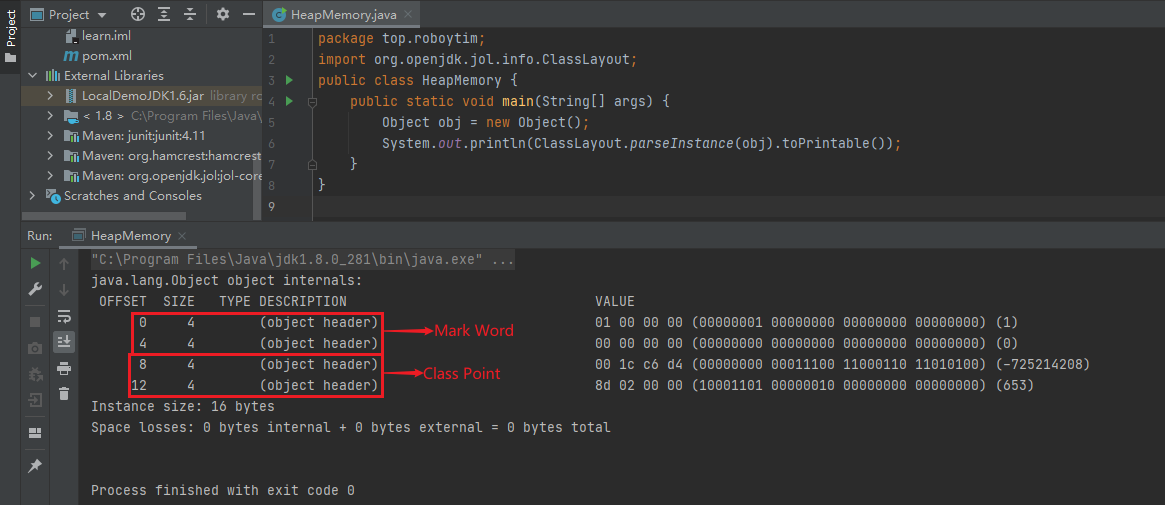 Project
Project
HeapMemory.java
learn.iml
pom.xml
External Libraries
LocalDemoJDK1.6.jar library ro
< 1.8 > C:\Program Files\Java\
Maven: junit:junit:4.11
Maven: org.hamcrest:hamcrest
Maven: org.openjdk.jol:jol-core
Scratches and Consoles
1 package top.roboytim;
2 import org.openjdk.jol.info.ClassLayout;
3 public class HeapMemory {
4 public static void main(String[] args) {
5 Object obj = new Object();
6 System.out.println(ClassLayout.parseInstance(obj).toPrintable());
7 }
8 }
9
Run: HeapMemory
"C:\Program Files\Java\jdk1.8.0_281\bin\java.exe" ...
java.lang.Object object internals:
OFFSET SIZE TYPE DESCRIPTION VALUE
0 4 (object header) 01 00 00 00 (00000001 00000000 00000000 00000000) (1)
Mark Word
4 4 (object header) 00 00 00 00 (00000000 00000000 00000000 00000000) (0)
8 4 (object header) 00 1c c6 d4 (00000000 00011100 11000110 11010100) (-725214208)
Class Point
12 4 (object header) 8d 02 00 00 (10001101 00000010 00000000 00000000) (653)
Instance size: 16 bytes
Space losses: 0 bytes internal + 0 bytes external = 0 bytes total
Process finished with exit code 0